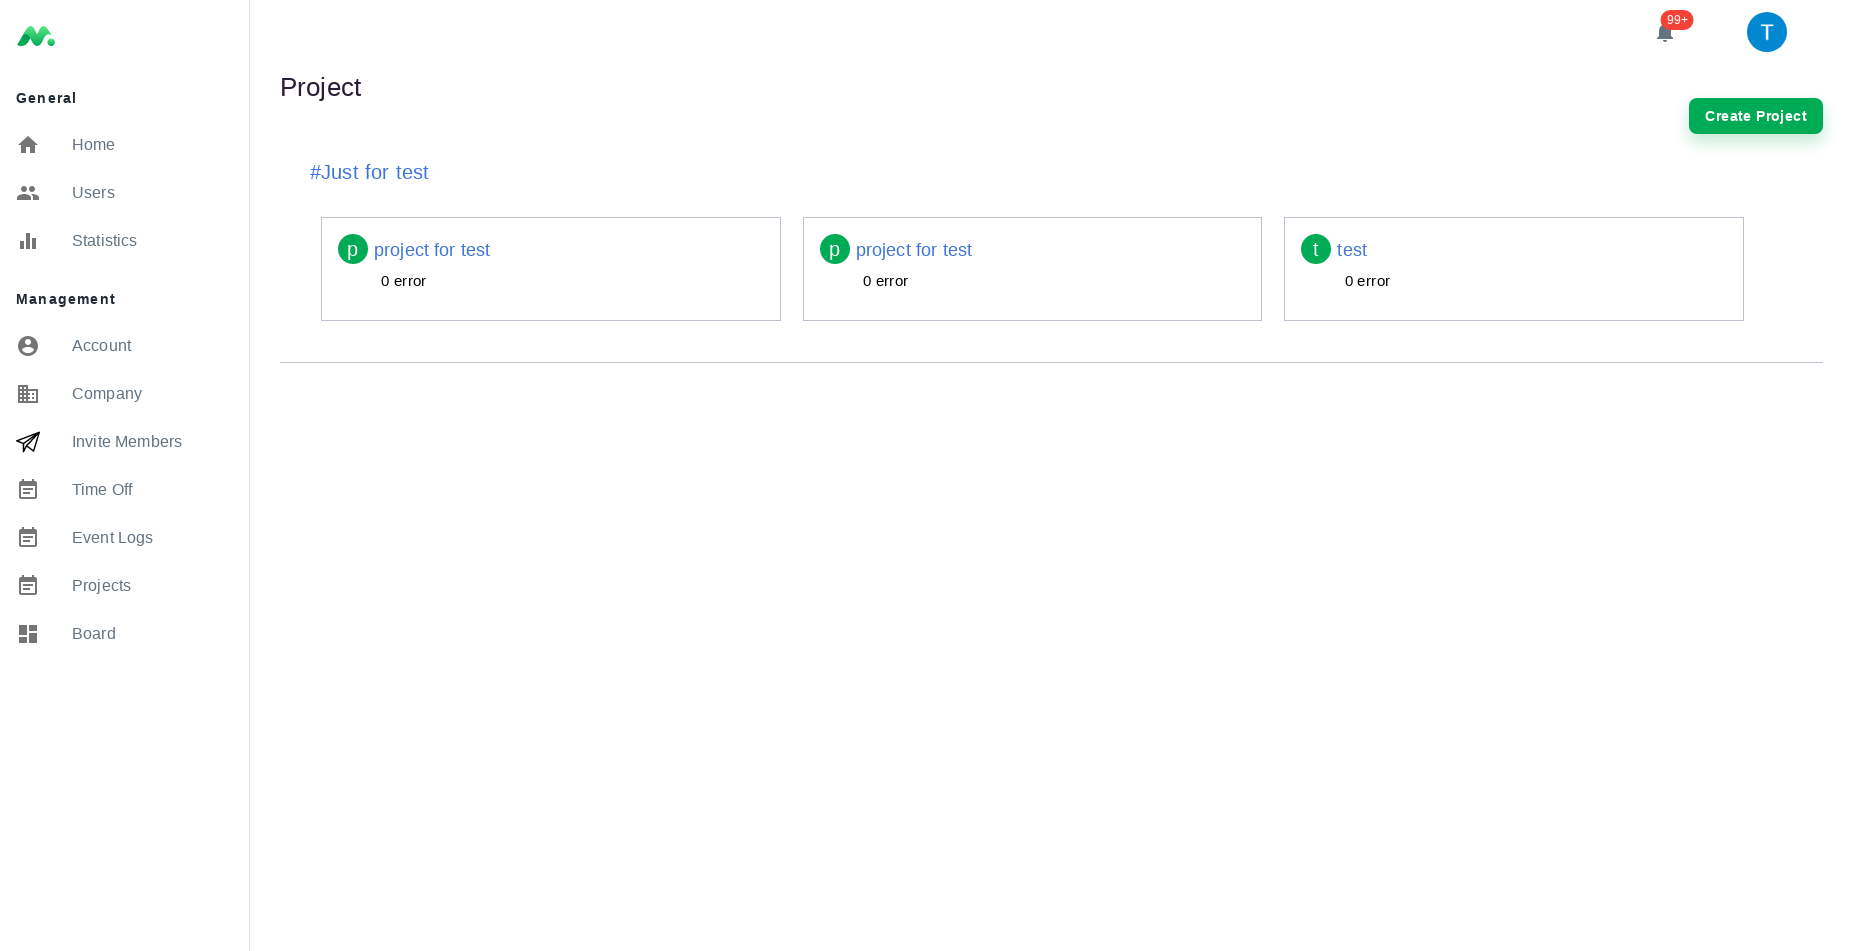 99+
T
General
Home
Users
Statistics
Management
Account
Company
Invite Members
Time Off
Event Logs
Projects
Board
Project
Create Project
#Just for test
p project for test
0 error
p project for test
0 error
t test
0 error